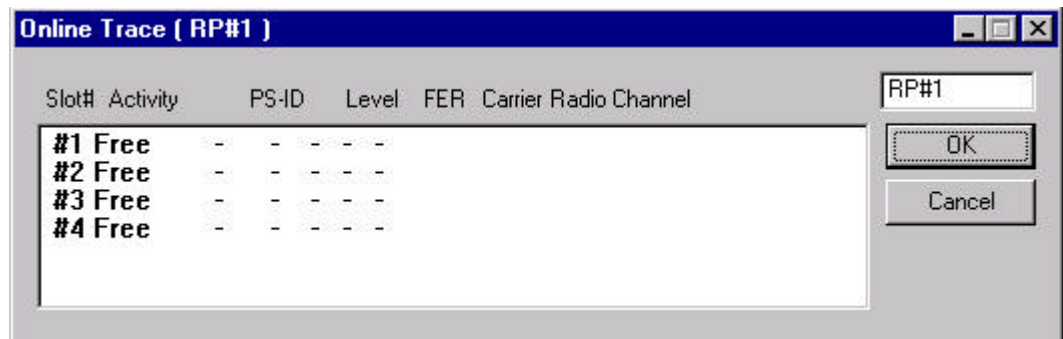 Online Trace ( RP#1 )
RP#1
Slot# Activity PS-ID Level FER Carrier Radio Channel
#1 Free - - - - -
#2 Free - - - - -
#3 Free - - - - -
#4 Free - - - - -
OK
Cancel